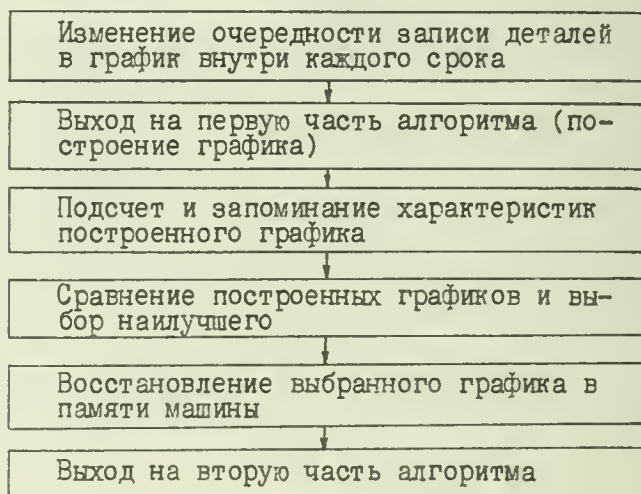 Изменение очередности записи деталей
в график внутри каждого срока
Выход на первую часть алгоритма (по-
строение графика)
Подсчет и запоминание характеристик
построенного графика
Сравнение построенных графиков и вы-
бор наилучшего
Восстановление выбранного графика в
памяти машины
Выход на вторую часть алгоритма